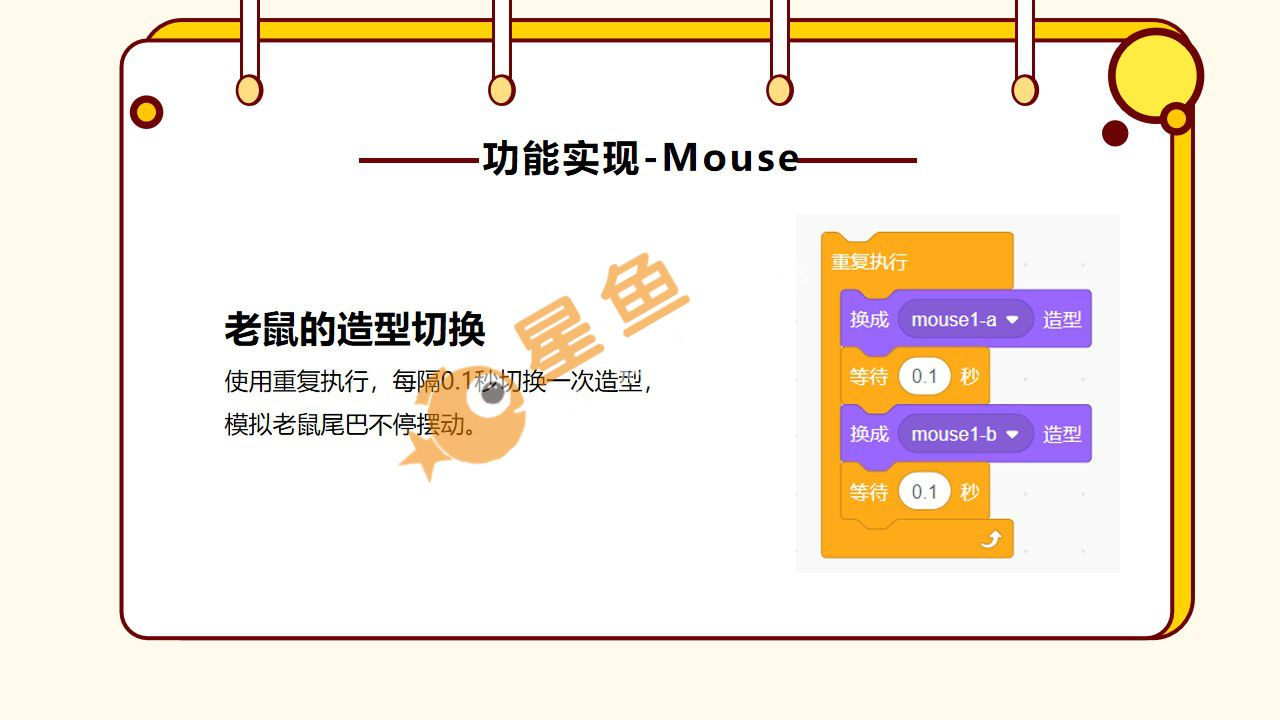 功能实现-Mouse
老鼠的造型切换
使用重复执行，每隔0.1秒切换一次造型，
模拟老鼠尾巴不停摆动。
星鱼
重复执行
换成 mouse1-a 造型
等待 0.1 秒
换成 mouse1-b 造型
等待 0.1 秒